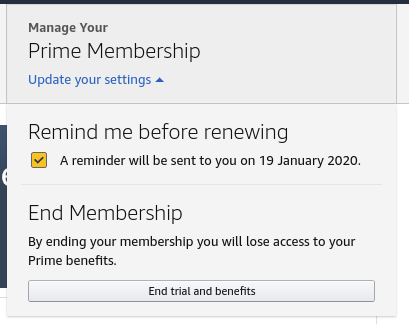 Manage Your
Prime Membership
Update your settings
Remind me before renewing
A reminder will be sent to you on 19 January 2020.
End Membership
By ending your membership you will lose access to your
Prime benefits.
End trial and benefits